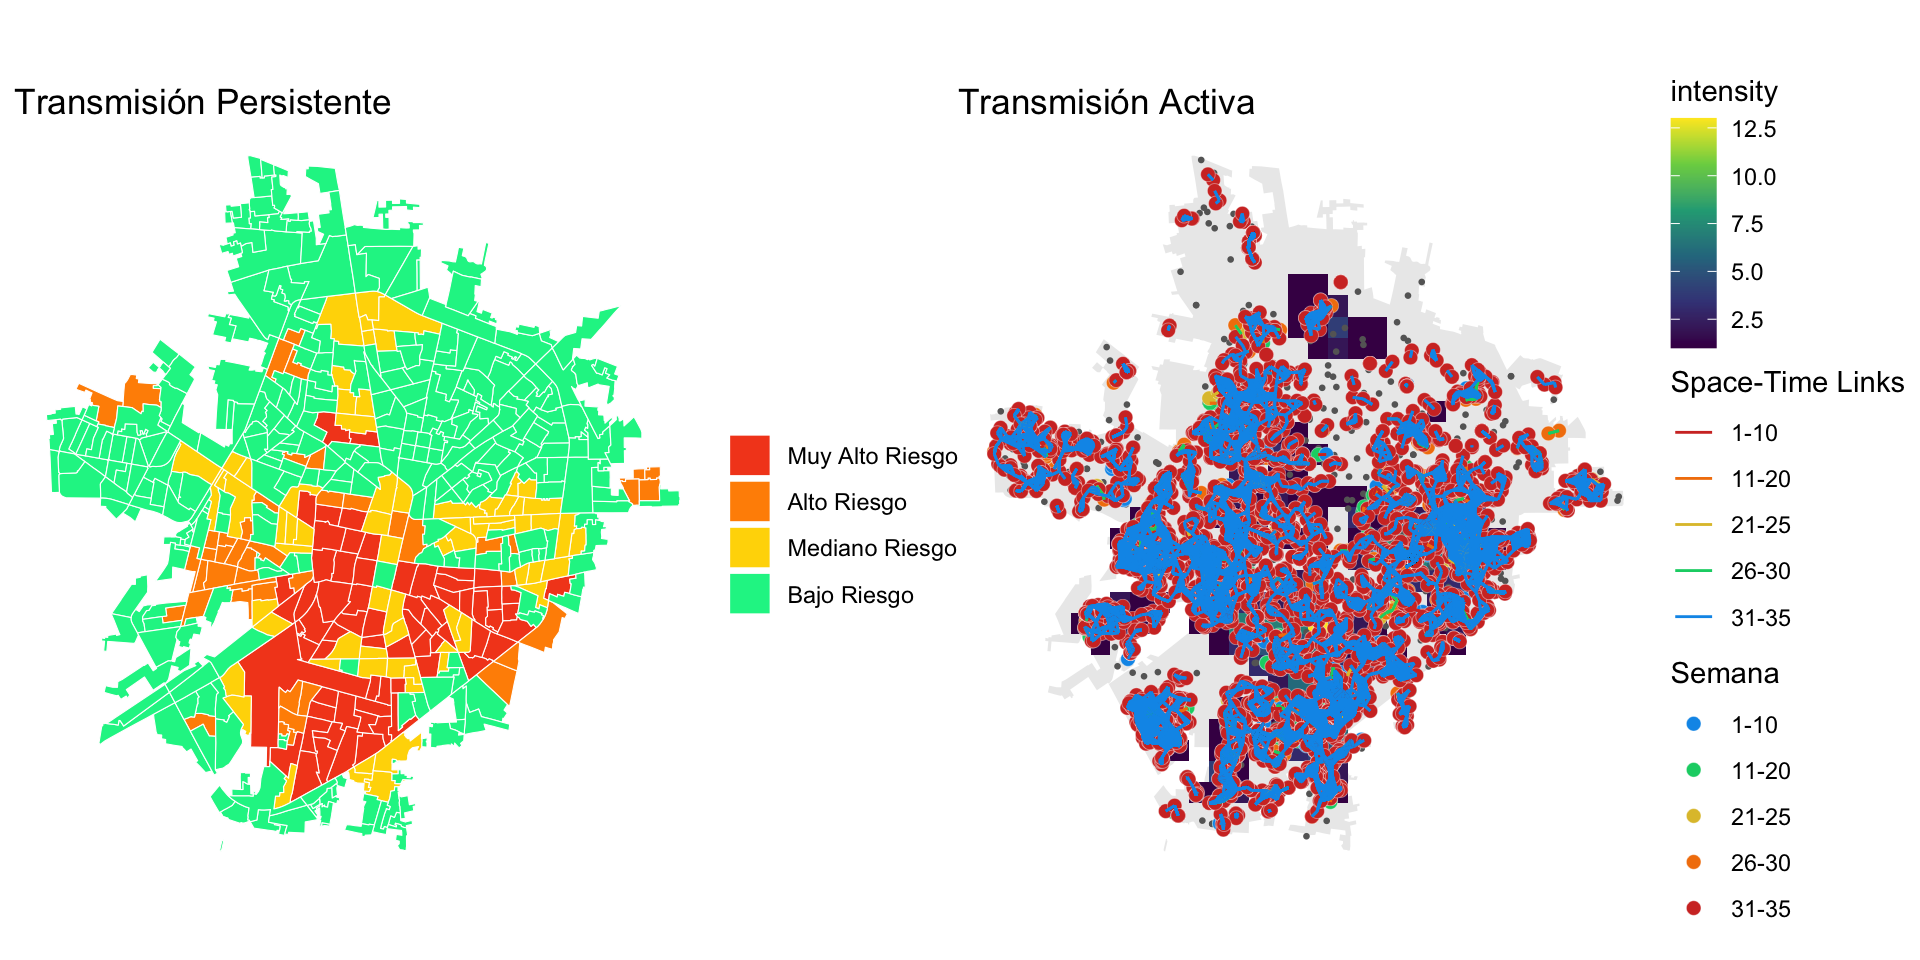 Transmisión Persistente
Muy Alto Riesgo
Alto Riesgo
Mediano Riesgo
Bajo Riesgo
Transmisión Activa
intensity
12.5
10.0
7.5
5.0
2.5
Space-Time Links
1-10
11-20
21-25
26-30
31-35
Semana
1-10
11-20
21-25
26-30
31-35